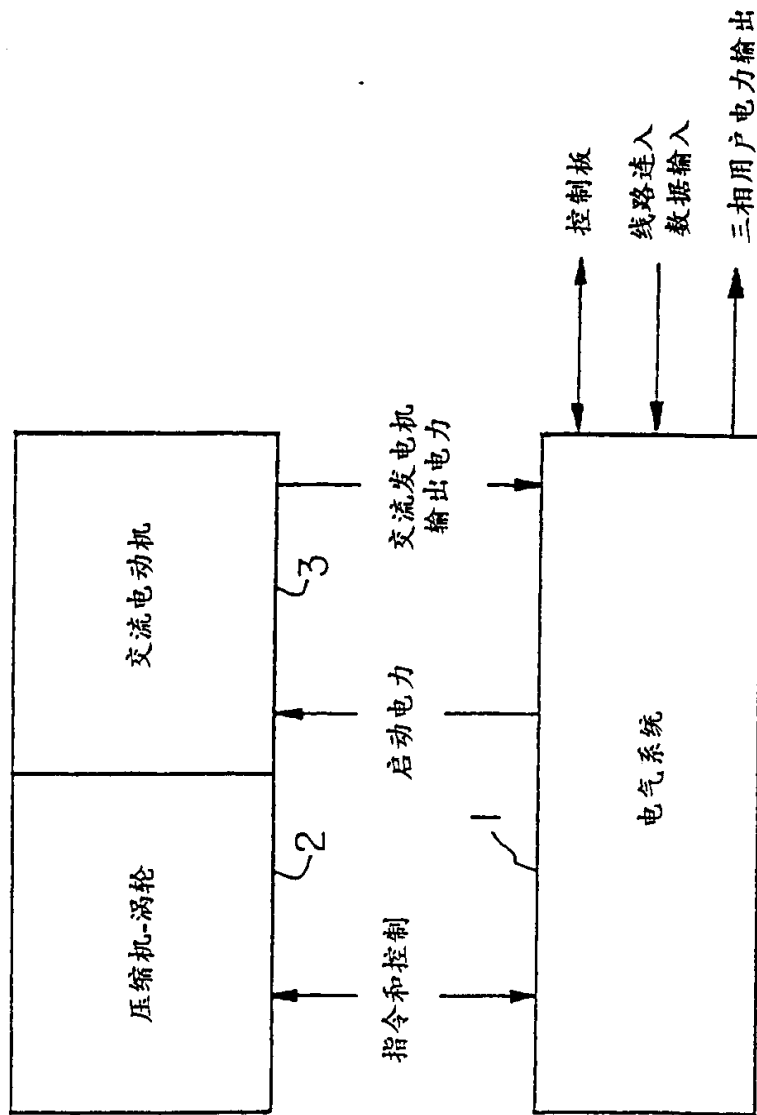 压缩机-涡轮
交流电动机
2
3
指令和控制
启动电力
交流发电机
输出电力
1
电气系统
控制板
线路连入
数据输入
三相用户电力输出